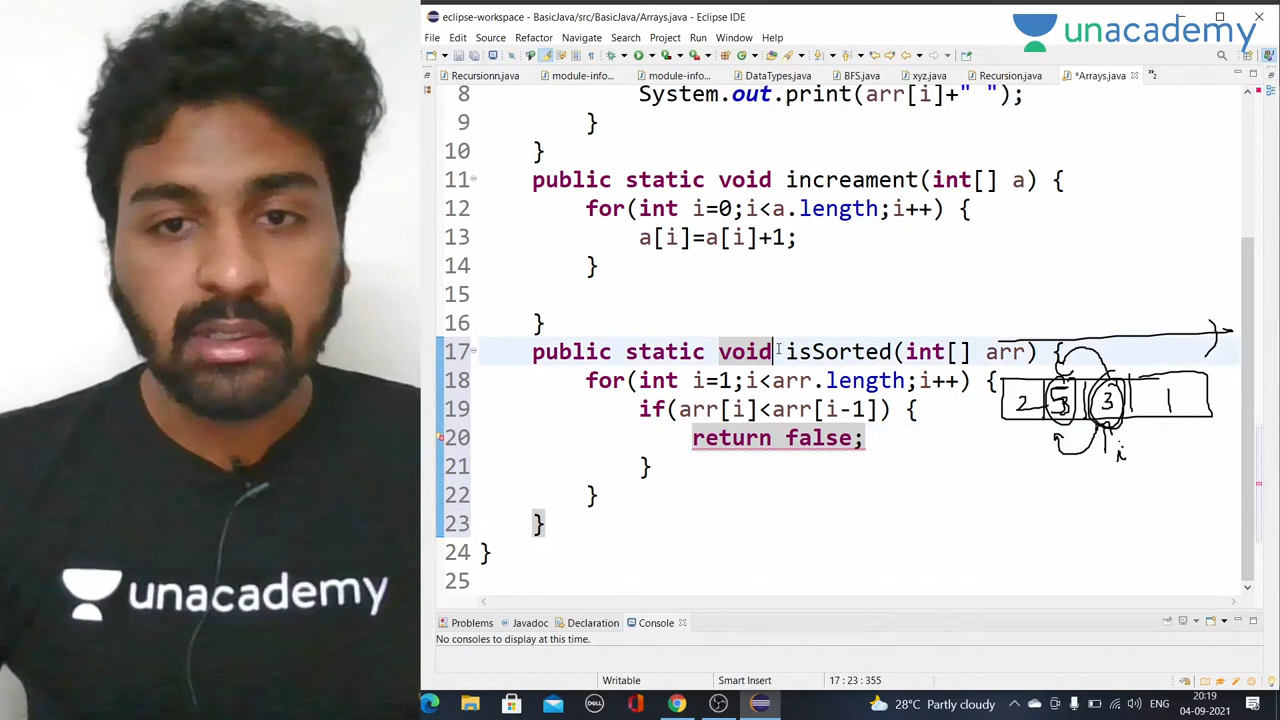 eclipse-workspace - BasicJava/src/BasicJava/Arrays.java - Eclipse IDE
unacademy
File Edit Source Refactor Navigate Search Project Run Window Help
Recursionn.java module-info... module-info... DataTypes.java BFS.java xyz.java Recursion.java *Arrays.java
8 System.out.print(arr[i]+" ");
9 }
10 }
11 public static void increament(int[] a) {
12 for(int i=0;i<a.length;i++) {
13 a[i]=a[i]+1;
14 }
15
16 }
17 public static void isSorted(int[] arr) {
18 for(int i=1;i<arr.length;i++) {
2 3 1
19 if(arr[i]<arr[i-1]) {
20 return false;
i
21 }
22 }
23 }
24 }
25
unacademy
Problems Javadoc Declaration Console
No consoles to display at this time.
Writable Smart Insert 17 : 23 : 355
DELL 28°C Partly cloudy ENG 20:19
04-09-2021